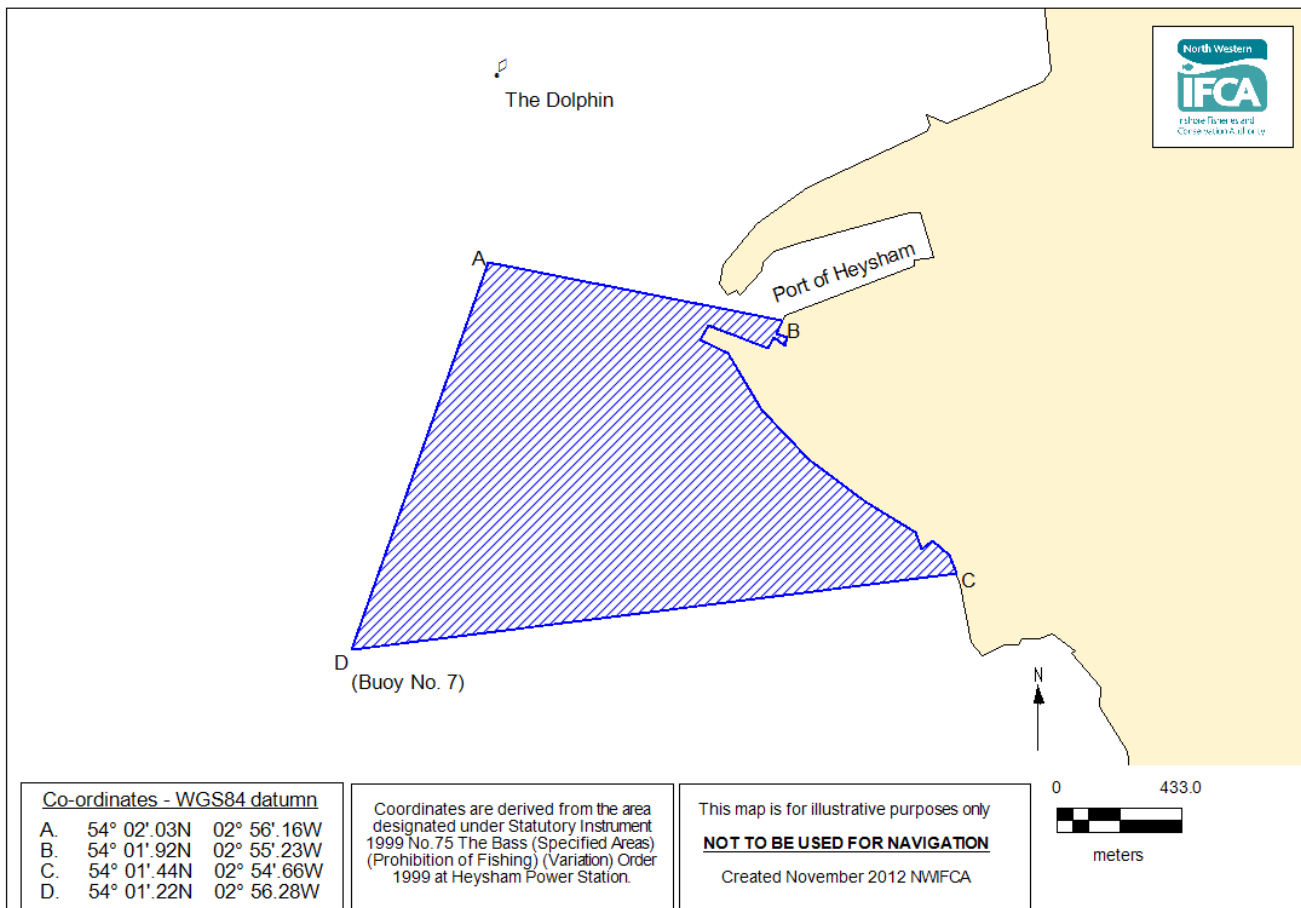 North Western
IFCA
Inshore Fisheries and
Conservation Authority
The Dolphin
A
Port of Heysham
B
C
D
(Buoy No. 7)
N
Co-ordinates - WGS84 datumn
A. 54° 02'.03N 02° 56'.16W
B. 54° 01'.92N 02° 55'.23W
C. 54° 01'.44N 02° 54'.66W
D. 54° 01'.22N 02° 56.28W
Coordinates are derived from the area
designated under Statutory Instrument
1999 No.75 The Bass (Specified Areas)
(Prohibition of Fishing) (Variation) Order
1999 at Heysham Power Station.
This map is for illustrative purposes only
NOT TO BE USED FOR NAVIGATION
Created November 2012 NWIFCA
0 433.0
meters